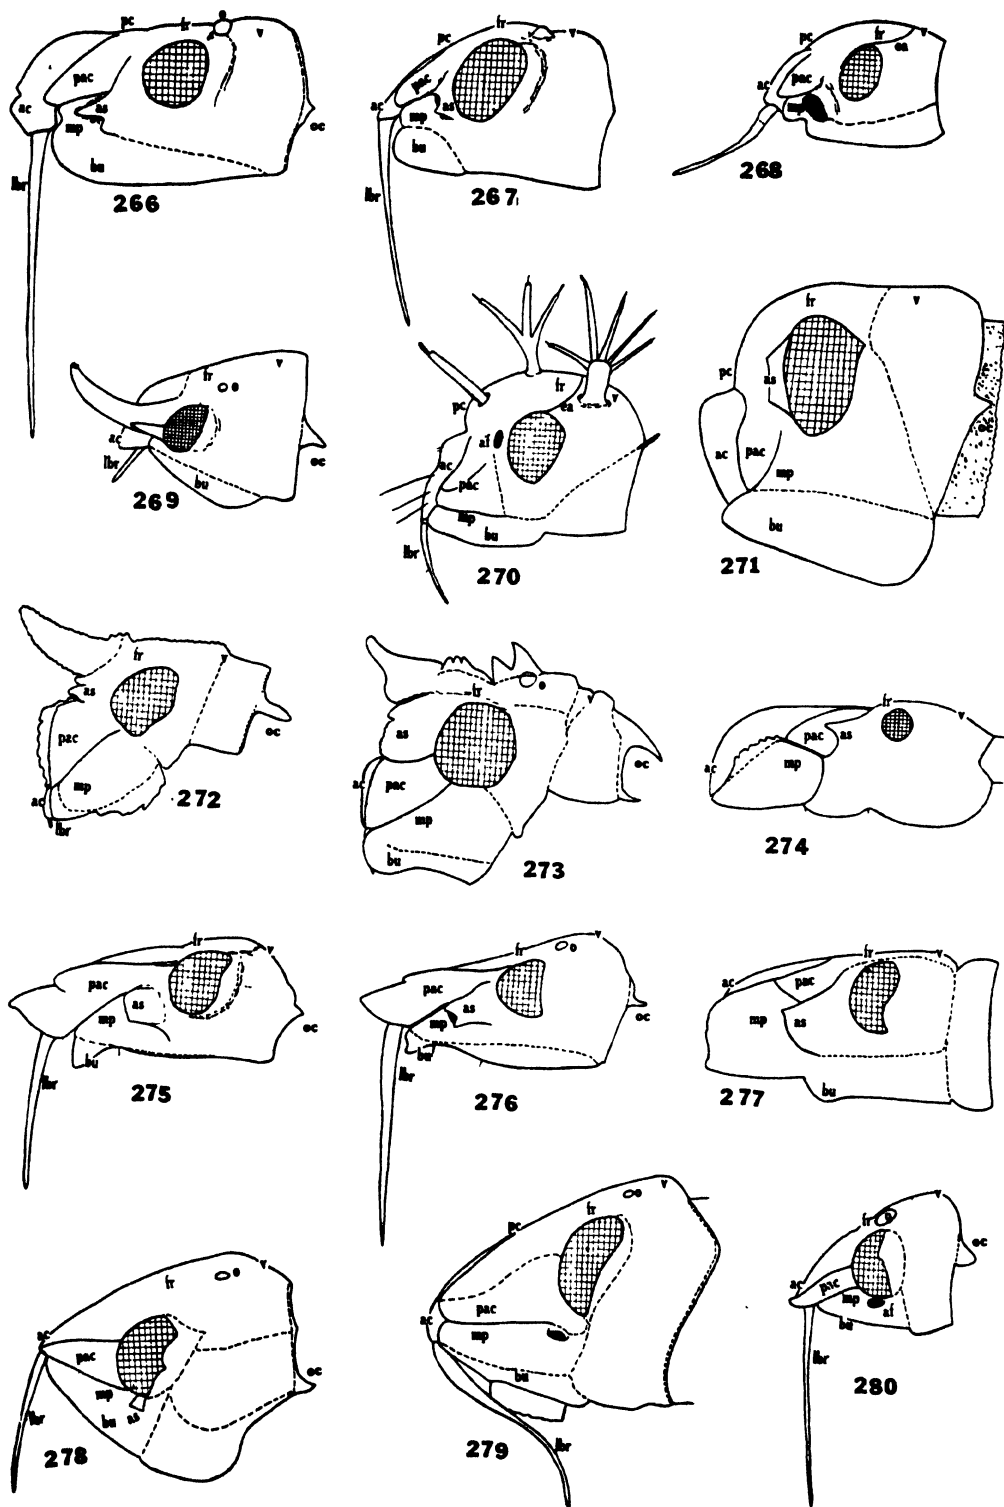 pc fr o v
pac
ac as
mp oc
bu
lbr
266
pc fr v
pac
ac as
mp
bu
lbr
267
pc fr ea
pac
ac
mp
268
fr v
o
ac
lbr oc
bu
269
pc fr
ea v
af
ac
pac
mp
bu
lbr
270
fr v
pc as
ac pac
mp
bu
271
fr v
as
pac oc
mp
ac
lbr
272
fr o v
as
oc
ac pac
mp
bu
273
fr v
pac as
ac mp
274
fr v
pac
as
mp oc
bu
lbr
275
fr o v
pac
as
mp oc
bu
lbr
276
fr v
ac pac
mp as
bu
277
fr o v
ac
pac
mp oc
bu as
lbr
278
pc fr o v
pac
ac mp
bu
lbr
279
fr o v
oc
ac pac
mp af
bu
lbr
280